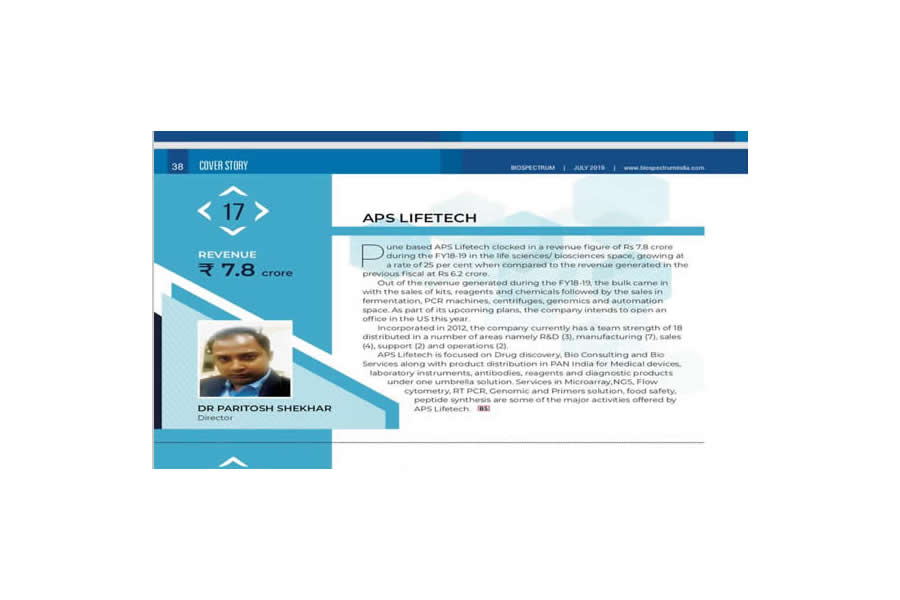 38 COVER STORY
BIOSPECTRUM | JULY 2019 | www.biospectrumindia.com
17
REVENUE
₹ 7.8 crore
DR PARITOSH SHEKHAR
Director
APS LIFETECH
Pune based APS Lifetech clocked in a revenue figure of Rs 7.8 crore
during the FY18-19 in the life sciences/ biosciences space, growing at
a rate of 25 per cent when compared to the revenue generated in the
previous fiscal at Rs 6.2 crore.
Out of the revenue generated during the FY18-19, the bulk came in
with the sales of kits, reagents and chemicals followed by the sales in
fermentation, PCR machines, centrifuges, genomics and automation
space. As part of its upcoming plans, the company intends to open an
office in the US this year.
Incorporated in 2012, the company currently has a team strength of 18
distributed in a number of areas namely R&D (3), manufacturing (7), sales
(4), support (2) and operations (2).
APS Lifetech is focused on Drug discovery, Bio Consulting and Bio
Services along with product distribution in PAN India for Medical devices,
laboratory instruments, antibodies, reagents and diagnostic products
under one umbrella solution. Services in Microarray, NGS, Flow
cytometry, RT PCR, Genomic and Primers solution, food safety,
peptide synthesis are some of the major activities offered by
APS Lifetech. BS